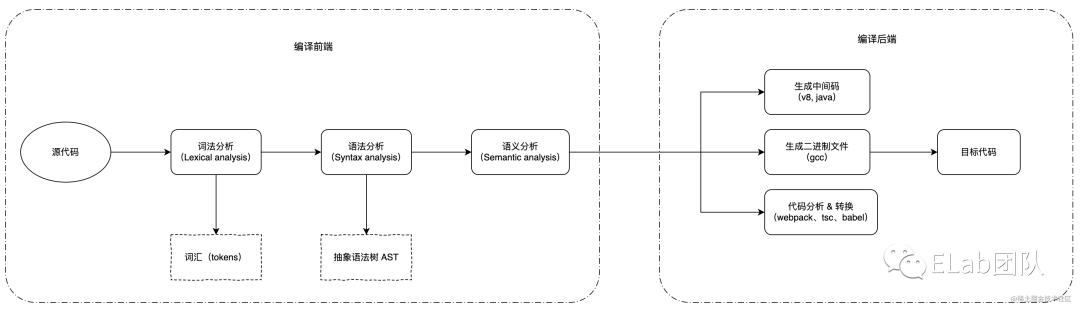 编译前端
编译后端
源代码
词法分析
（Lexical analysis）
语法分析
（Syntax analysis）
语义分析
（Semantic analysis）
词汇（tokens）
抽象语法树 AST
生成中间码
（v8, java）
生成二进制文件
（gcc）
目标代码
代码分析 & 转换
（webpack、tsc、babel）
ELab团队
@稀土掘金技术社区